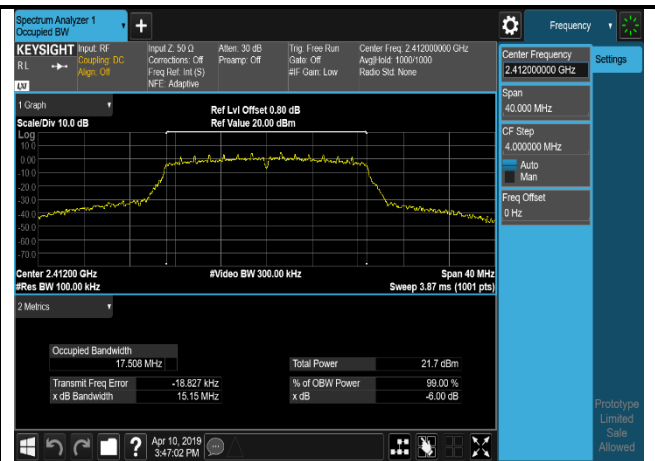 Spectrum Analyzer 1
Occupied BW
Frequency
KEYSIGHT
RL
Input: RF
Coupling: DC
Align: Off
Input Z: 50 Ω
Corrections: Off
Freq Ref: Int (S)
NFE: Adaptive
Atten: 30 dB
Preamp: Off
Trig: Free Run
Gate: Off
#IF Gain: Low
Center Freq: 2.412000000 GHz
Avg|Hold: 1000/1000
Radio Std: None
1 Graph
Scale/Div 10.0 dB
Ref Lvl Offset 0.80 dB
Ref Value 20.00 dBm
Log
10.0
0.00
-10.0
-20.0
-30.0
-40.0
-50.0
-60.0
-70.0
Center 2.41200 GHz
#Res BW 100.00 kHz
#Video BW 300.00 kHz
Span 40 MHz
Sweep 3.87 ms (1001 pts)
2 Metrics
Occupied Bandwidth
17.508 MHz
Total Power 21.7 dBm
Transmit Freq Error -18.827 kHz
% of OBW Power 99.00 %
x dB Bandwidth 15.15 MHz
x dB -6.00 dB
Center Frequency
2.412000000 GHz
Settings
Span
40.000 MHz
CF Step
4.000000 MHz
Auto
Man
Freq Offset
0 Hz
Prototype
Limited
Sale
Allowed
?
Apr 10, 2019
3:47:02 PM